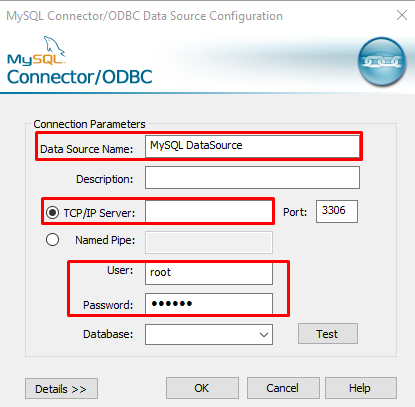 MySQL Connector/ODBC Data Source Configuration
MySQL
Connector/ODBC
Connection Parameters
Data Source Name: MySQL DataSource
Description:
TCP/IP Server: Port: 3306
Named Pipe:
User: root
Password: ••••••
Database: Test
Details >> OK Cancel Help